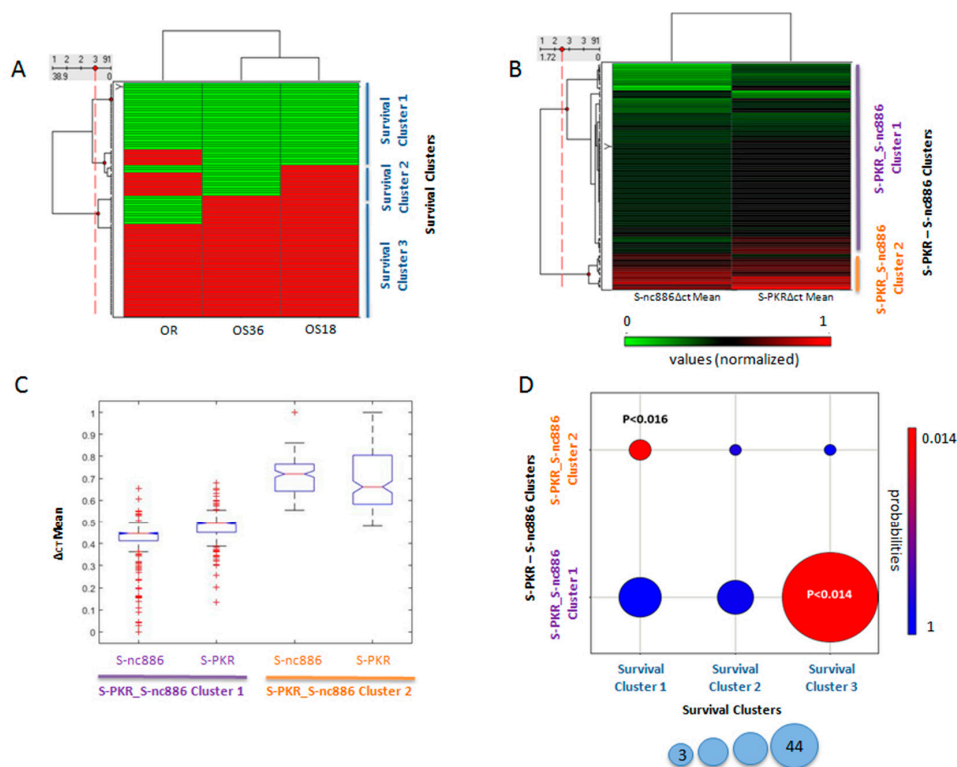 A
1 2 2 3 91
38.9 0
Survival Cluster 1
Survival Cluster 2
Survival Cluster 3
Survival Clusters
OR OS36 OS18
B
1 2 3 3 91
1.72 0
S-PKR_S-nc886 Cluster 1
S-PKR_S-nc886 Cluster 2
S-PKR – S-nc886 Clusters
S-nc886Δct Mean S-PKRΔct Mean
0 1
values (normalized)
C
ΔCT Mean
1
0.9
0.8
0.7
0.6
0.5
0.4
0.3
0.2
0.1
0
S-nc886 S-PKR S-nc886 S-PKR
S-PKR_S-nc886 Cluster 1 S-PKR_S-nc886 Cluster 2
D
S-PKR – S-nc886 Clusters
S-PKR_S-nc886 Cluster 2
S-PKR_S-nc886 Cluster 1
P<0.016
P<0.014
0.014
probabilities
1
Survival Cluster 1
Survival Cluster 2
Survival Cluster 3
Survival Clusters
3 44